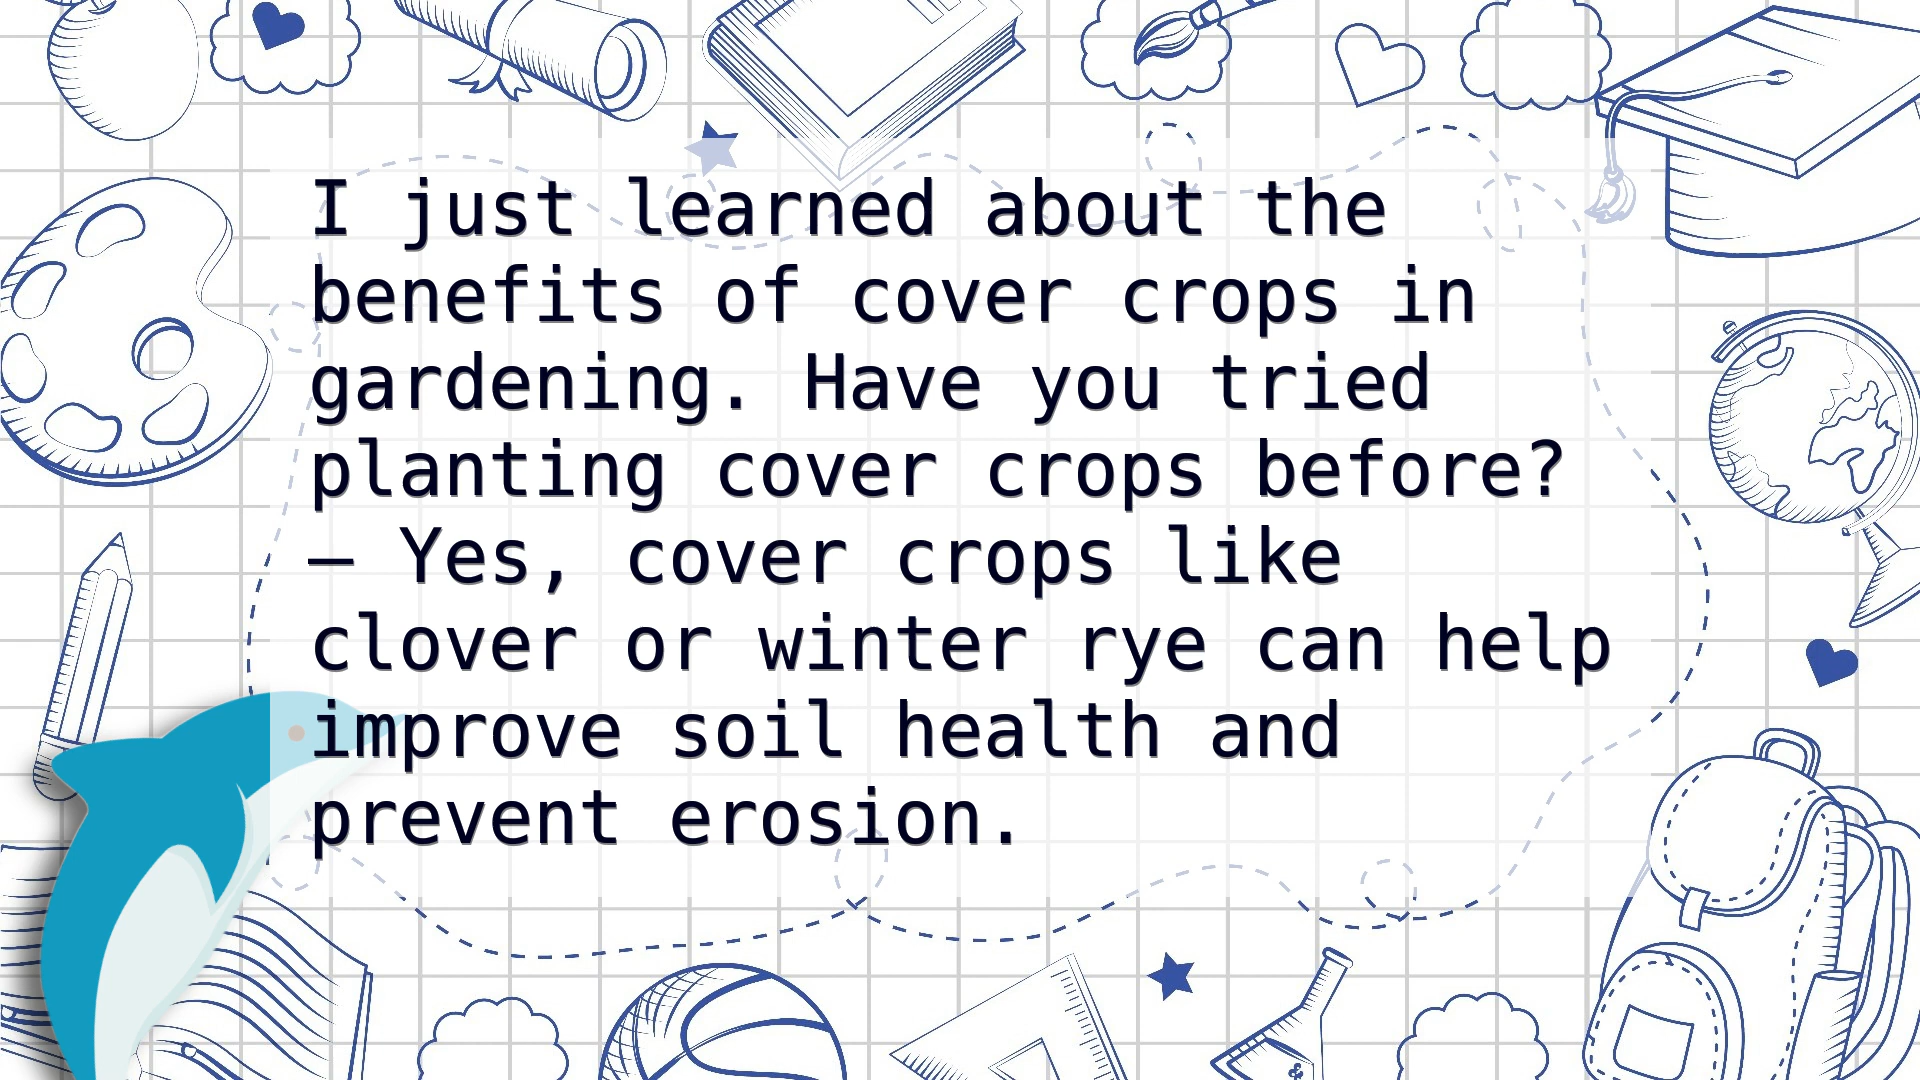 I just learned about the
benefits of cover crops in
gardening. Have you tried
planting cover crops before?
– Yes, cover crops like
clover or winter rye can help
improve soil health and
prevent erosion.